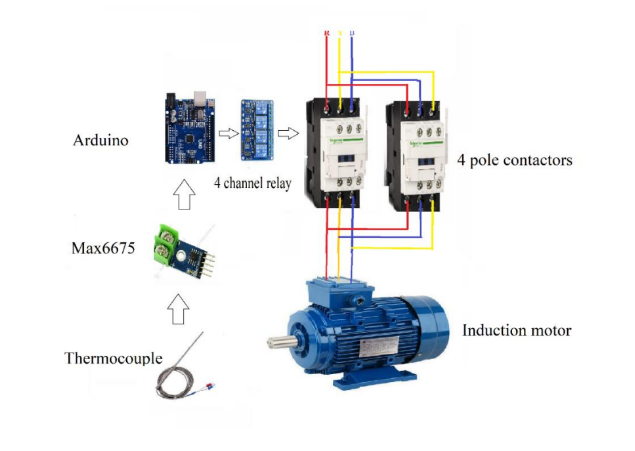 Arduino
4 channel relay
4 pole contactors
Max6675
Induction motor
Thermocouple